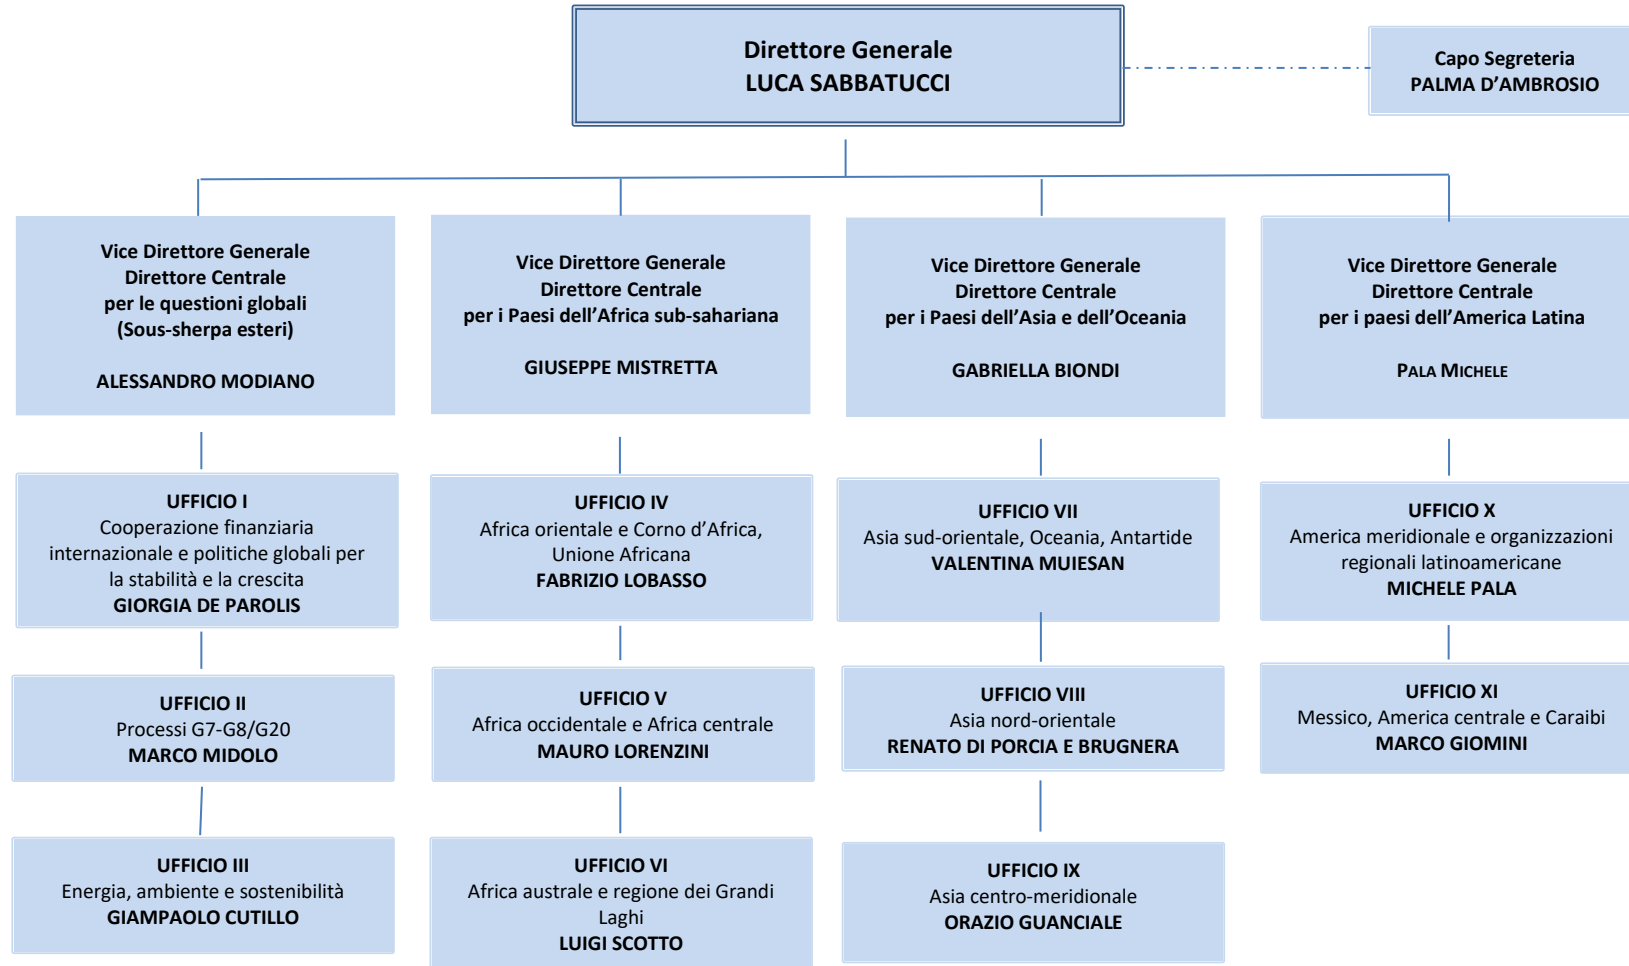 Direttore Generale
LUCA SABBATUCCI
Capo Segreteria
PALMA D’AMBROSIO
Vice Direttore Generale
Direttore Centrale
per le questioni globali
(Sous-sherpa esteri)
ALESSANDRO MODIANO
Vice Direttore Generale
Direttore Centrale
per i Paesi dell’Africa sub-sahariana
GIUSEPPE MISTRETTA
Vice Direttore Generale
Direttore Centrale
per i Paesi dell’Asia e dell’Oceania
GABRIELLA BIONDI
Vice Direttore Generale
Direttore Centrale
per i paesi dell’America Latina
PALA MICHELE
UFFICIO I
Cooperazione finanziaria
internazionale e politiche globali per
la stabilità e la crescita
GIORGIA DE PAROLIS
UFFICIO IV
Africa orientale e Corno d’Africa,
Unione Africana
FABRIZIO LOBASSO
UFFICIO VII
Asia sud-orientale, Oceania, Antartide
VALENTINA MUIESAN
UFFICIO X
America meridionale e organizzazioni
regionali latinoamericane
MICHELE PALA
UFFICIO II
Processi G7-G8/G20
MARCO MIDOLO
UFFICIO V
Africa occidentale e Africa centrale
MAURO LORENZINI
UFFICIO VIII
Asia nord-orientale
RENATO DI PORCIA E BRUGNERA
UFFICIO XI
Messico, America centrale e Caraibi
MARCO GIOMINI
UFFICIO III
Energia, ambiente e sostenibilità
GIAMPAOLO CUTILLO
UFFICIO VI
Africa australe e regione dei Grandi
Laghi
LUIGI SCOTTO
UFFICIO IX
Asia centro-meridionale
ORAZIO GUANCIALE